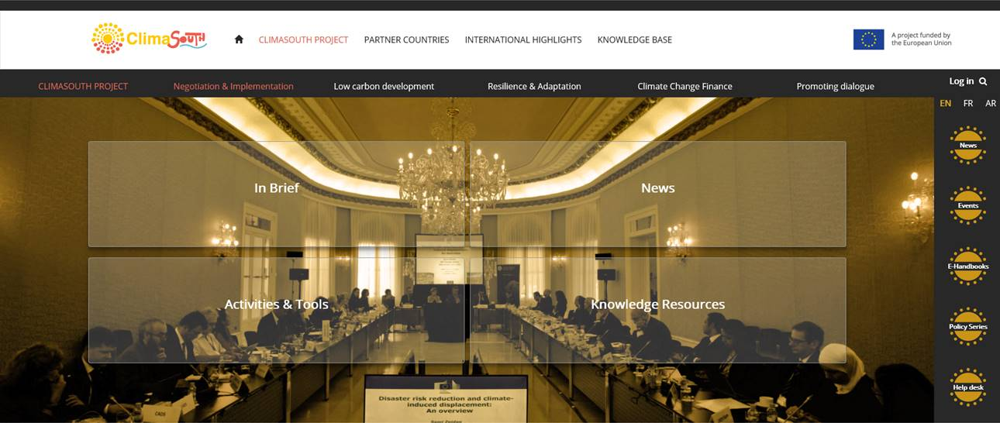 ClimaSouth
CLIMASOUTH PROJECT
PARTNER COUNTRIES
INTERNATIONAL HIGHLIGHTS
KNOWLEDGE BASE
A project funded by
the European Union
CLIMASOUTH PROJECT
Negotiation & Implementation
Low carbon development
Resilience & Adaptation
Climate Change Finance
Promoting dialogue
Log in
EN FR AR
In Brief
News
Activities & Tools
Knowledge Resources
News
Events
E-Handbooks
Policy Series
Help desk
Disaster risk reduction and climate-
induced displacement:
An overview